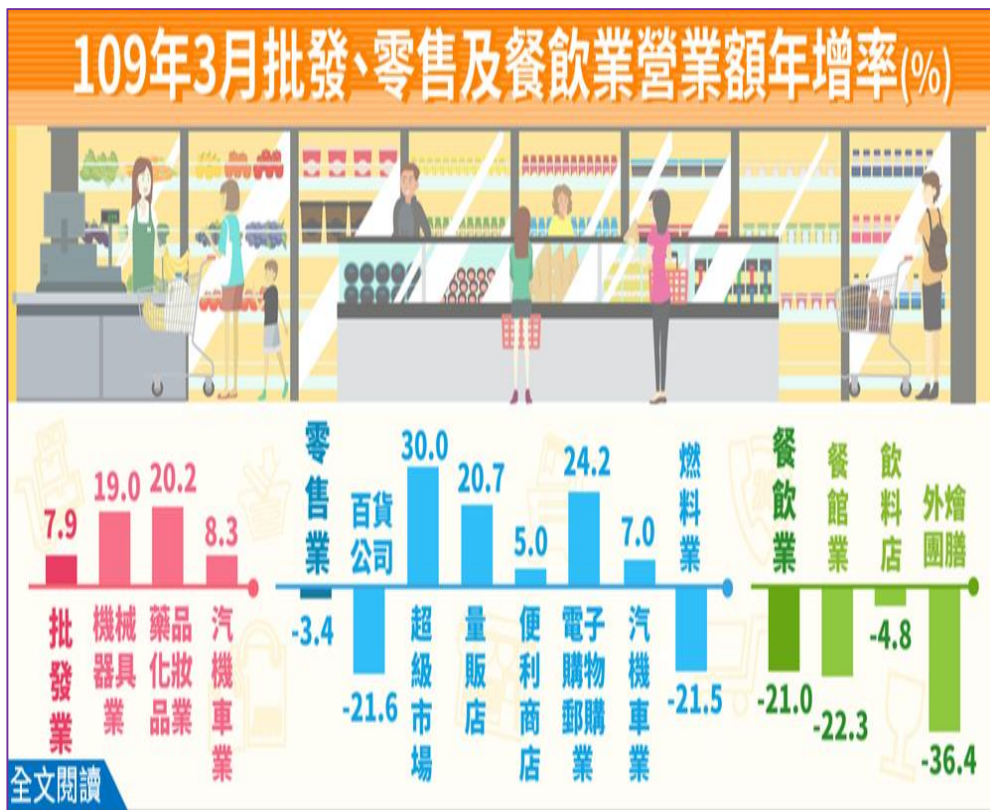 109年3月批發、零售及餐飲業營業額年增率(%)
7.9
批發業
19.0
機械器具業
20.2
藥品化妝品業
8.3
汽機車業
零售業
-3.4
百貨公司
-21.6
30.0
超級市場
20.7
量販店
5.0
便利商店
24.2
電子購物郵購業
7.0
汽機車業
燃料業
-21.5
餐飲業
-21.0
餐館業
-22.3
飲料店
-4.8
外燴團膳
-36.4
全文閱讀